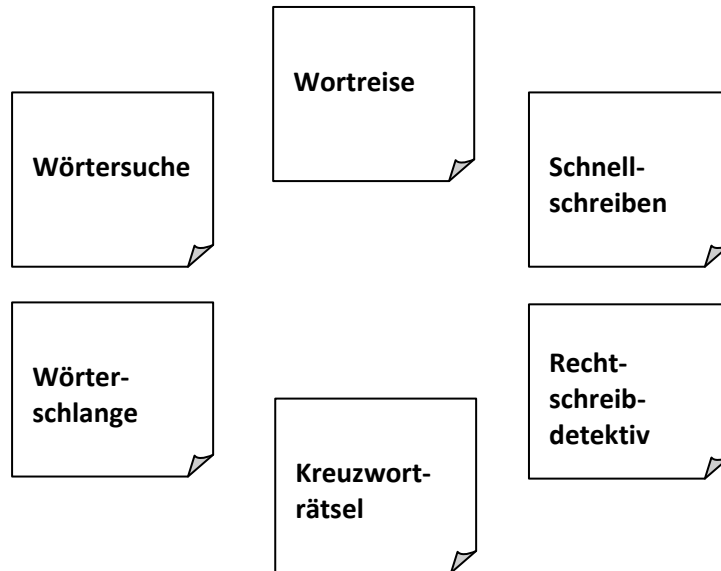 Wortreise
Wörtersuche
Schnell-
schreiben
Wörter-
schlange
Recht-
schreib-
detektiv
Kreuzwort-
rätsel